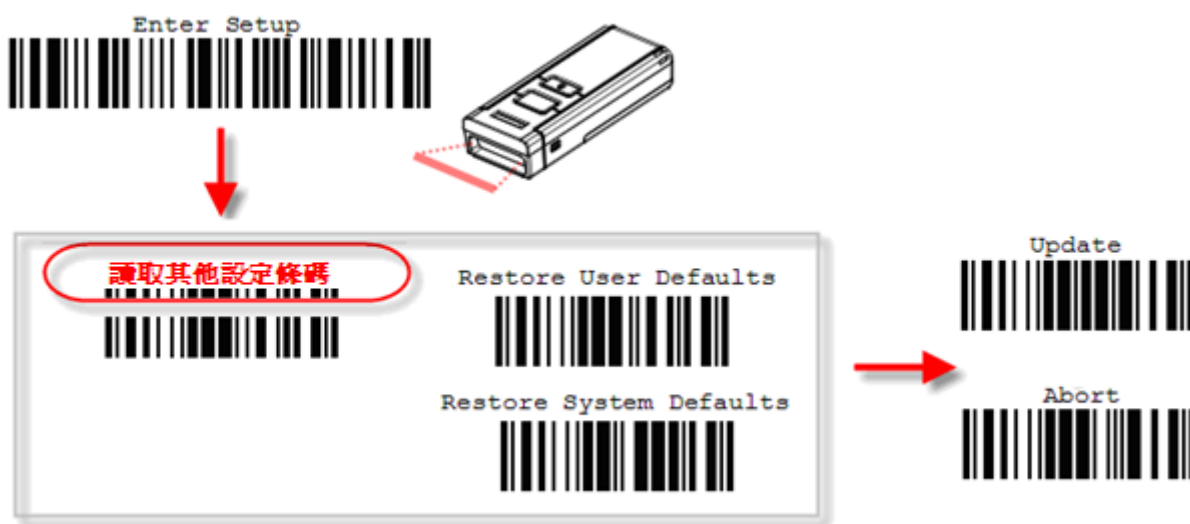 Enter Setup
讀取其他設定條碼
Restore User Defaults
Restore System Defaults
Update
Abort